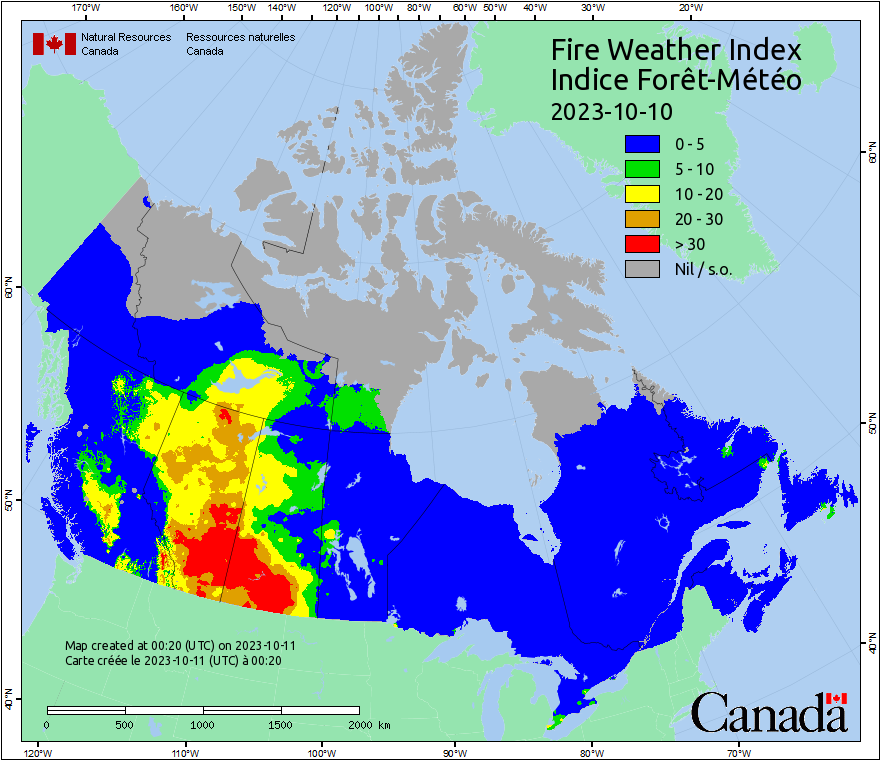 170°W 160°W 150°W 140°W 130°W 120°W 110°W 100°W 90°W 80°W 70°W 60°W 50°W 40°W 30°W 20°W
Natural Resources Canada
Ressources naturelles Canada
Fire Weather Index
Indice Forêt-Météo
2023-10-10
0 - 5
5 - 10
10 - 20
20 - 30
> 30
Nil / s.o.
60°N
50°N
40°N
60°N
50°N
40°N
Map created at 00:20 (UTC) on 2023-10-11
Carte créée le 2023-10-11 (UTC) à 00:20
0 500 1000 1500 2000 km
Canada
120°W 110°W 100°W 90°W 80°W 70°W